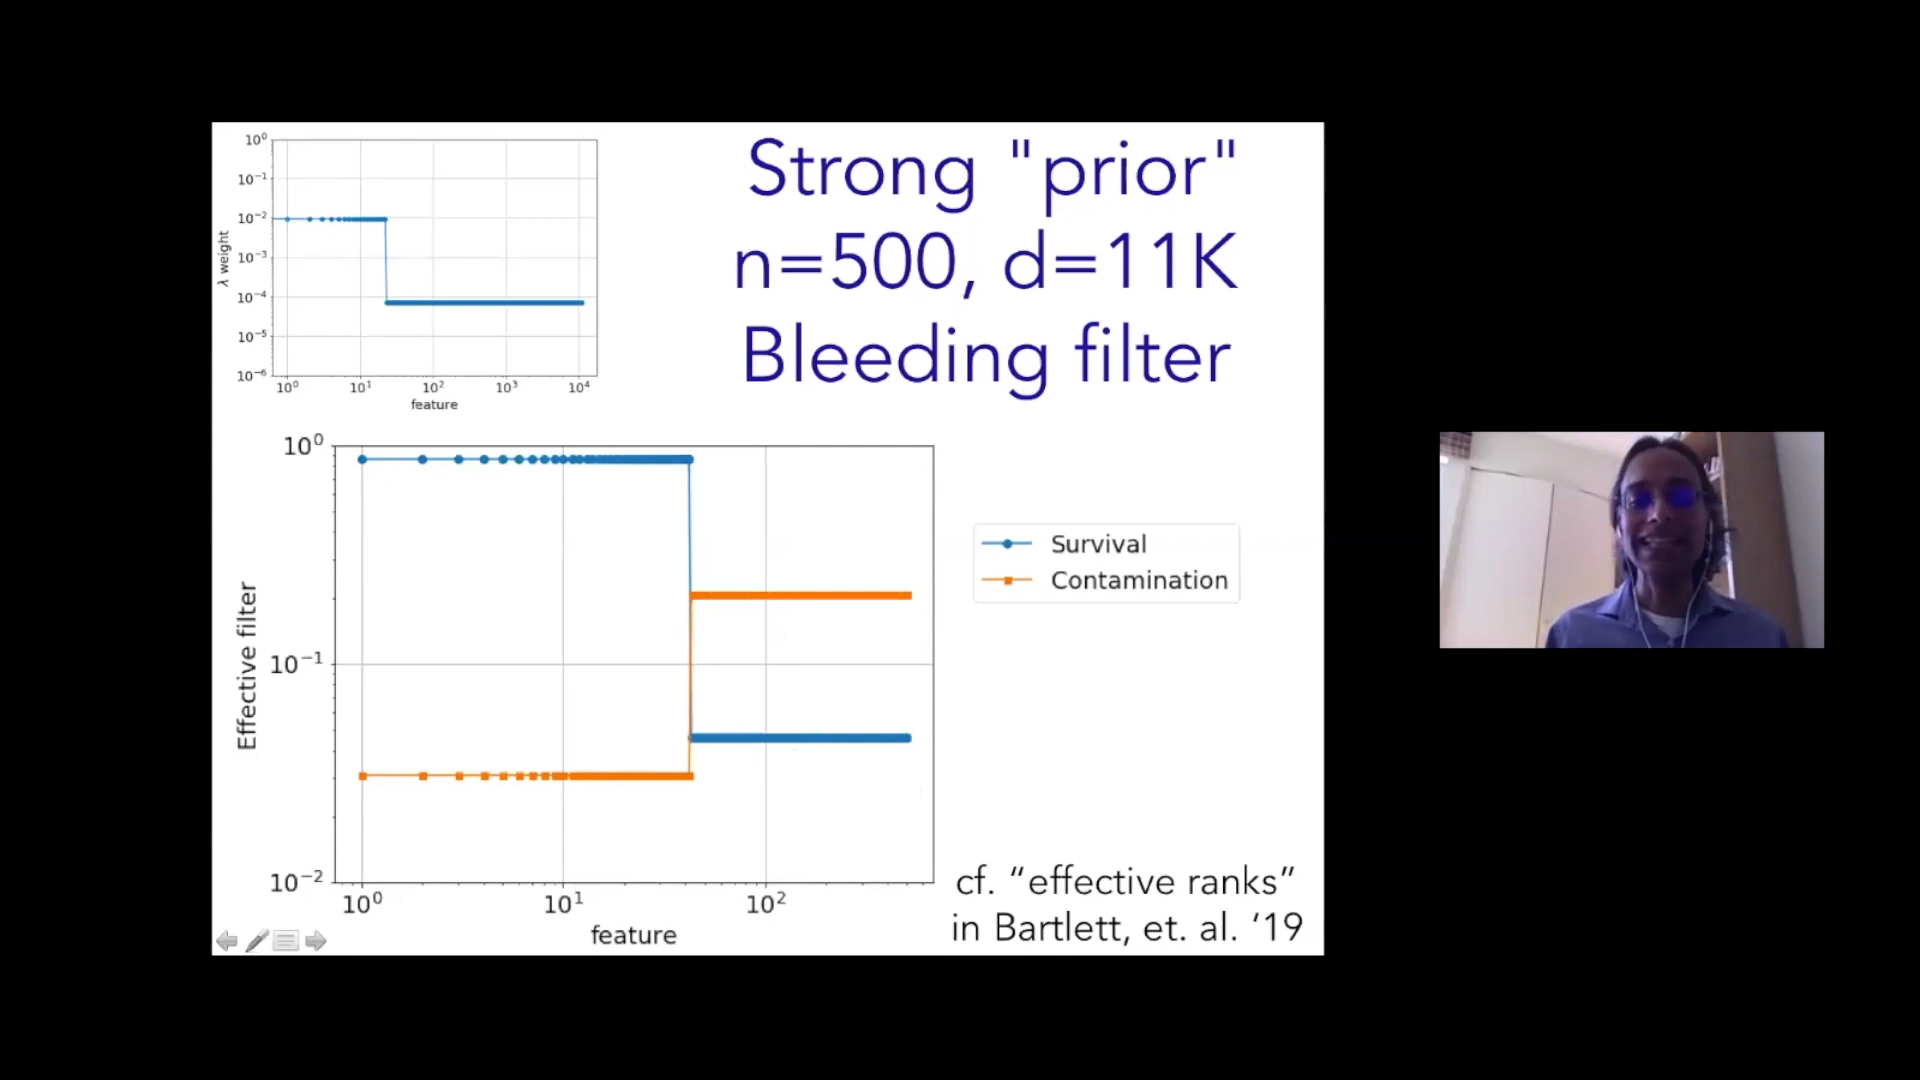 Strong "prior"
n=500, d=11K
Bleeding filter
10⁰
10⁻¹
10⁻²
10⁻³
10⁻⁴
10⁻⁵
10⁻⁶
λ weight
10⁰ 10¹ 10² 10³ 10⁴
feature
10⁰
10⁻¹
10⁻²
Effective filter
10⁰ 10¹ 10²
feature
Survival
Contamination
cf. “effective ranks”
in Bartlett, et. al. ‘19